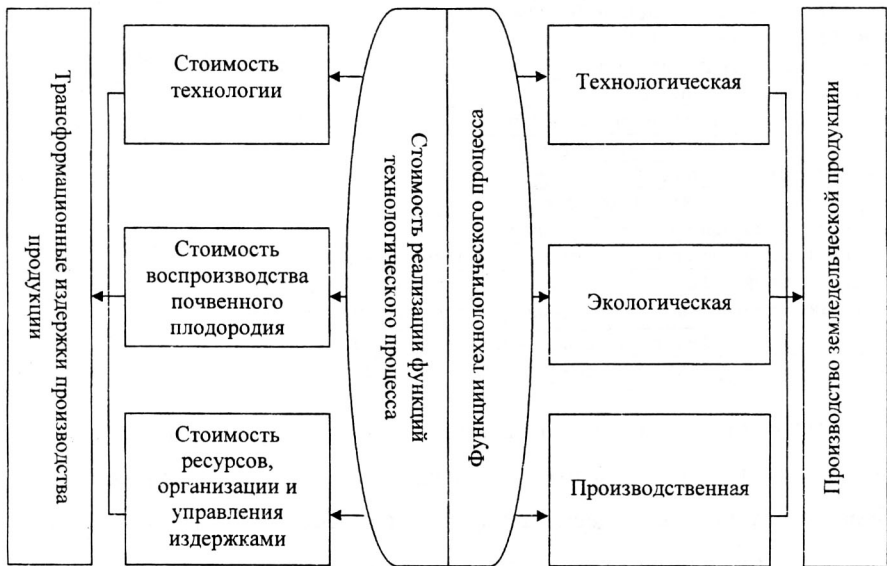 Трансформационные издержки производства
продукции
Стоимость
технологии
Стоимость
воспроизводства
почвенного
плодородия
Стоимость
ресурсов,
организации и
управления
издержками
Стоимость реализации функций
технологического процесса
Функции технологического процесса
Технологическая
Экологическая
Производственная
Производство земледельческой продукции